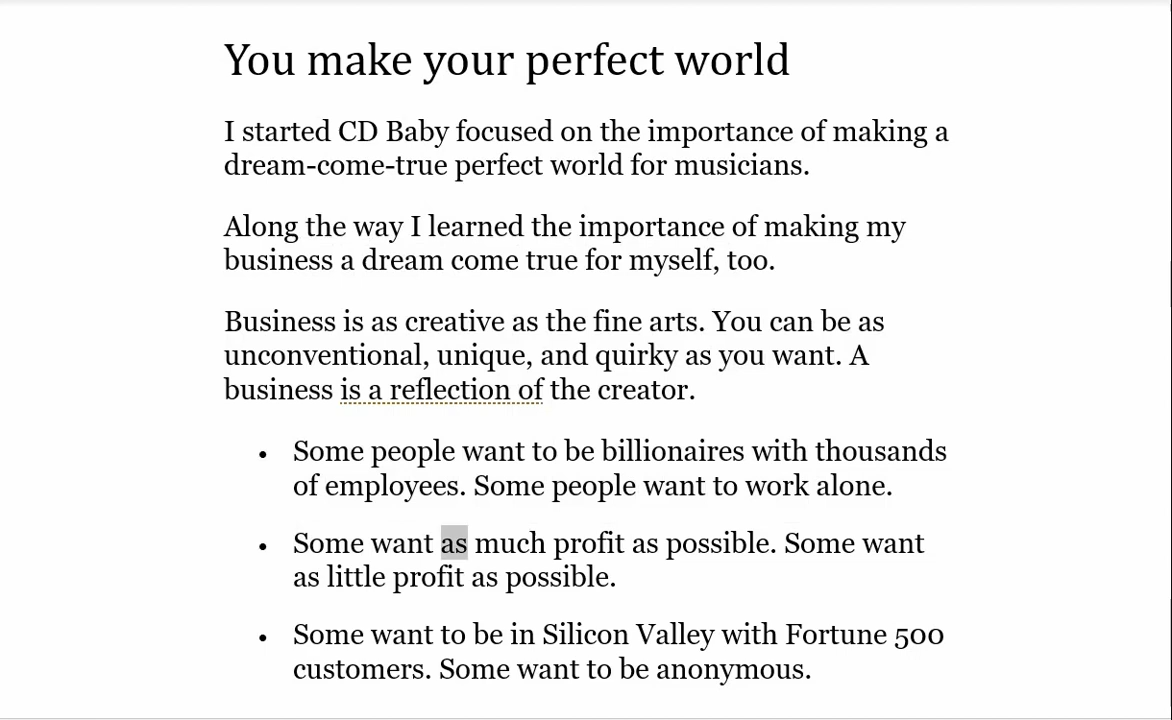 You make your perfect world
I started CD Baby focused on the importance of making a
dream-come-true perfect world for musicians.
Along the way I learned the importance of making my
business a dream come true for myself, too.
Business is as creative as the fine arts. You can be as
unconventional, unique, and quirky as you want. A
business is a reflection of the creator.
• Some people want to be billionaires with thousands
of employees. Some people want to work alone.
• Some want as much profit as possible. Some want
as little profit as possible.
• Some want to be in Silicon Valley with Fortune 500
customers. Some want to be anonymous.